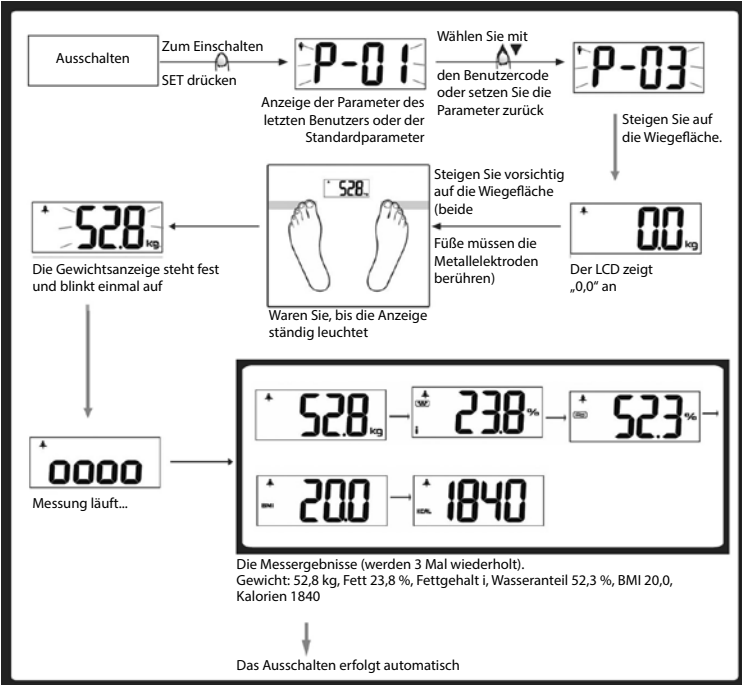 Ausschalten
Zum Einschalten
SET drücken
P-01
Anzeige der Parameter des
letzten Benutzers oder der
Standardparameter
Wählen Sie mit
den Benutzercode
oder setzen Sie die
Parameter zurück
P-03
Steigen Sie auf
die Wiegefläche.
0.0 kg
Der LCD zeigt
„0,0“ an
Steigen Sie vorsichtig
auf die Wiegefläche
(beide
Füße müssen die
Metallelektroden
berühren)
52.8 kg
Waren Sie, bis die Anzeige
ständig leuchtet
52.8 kg
Die Gewichtsanzeige steht fest
und blinkt einmal auf
0000
Messung läuft...
52.8 kg
i 23.8 %
52.3 %
BMI 20.0
KCAL 1840
Die Messergebnisse (werden 3 Mal wiederholt).
Gewicht: 52,8 kg, Fett 23,8 %, Fettgehalt i, Wasseranteil 52,3 %, BMI 20,0,
Kalorien 1840
Das Ausschalten erfolgt automatisch